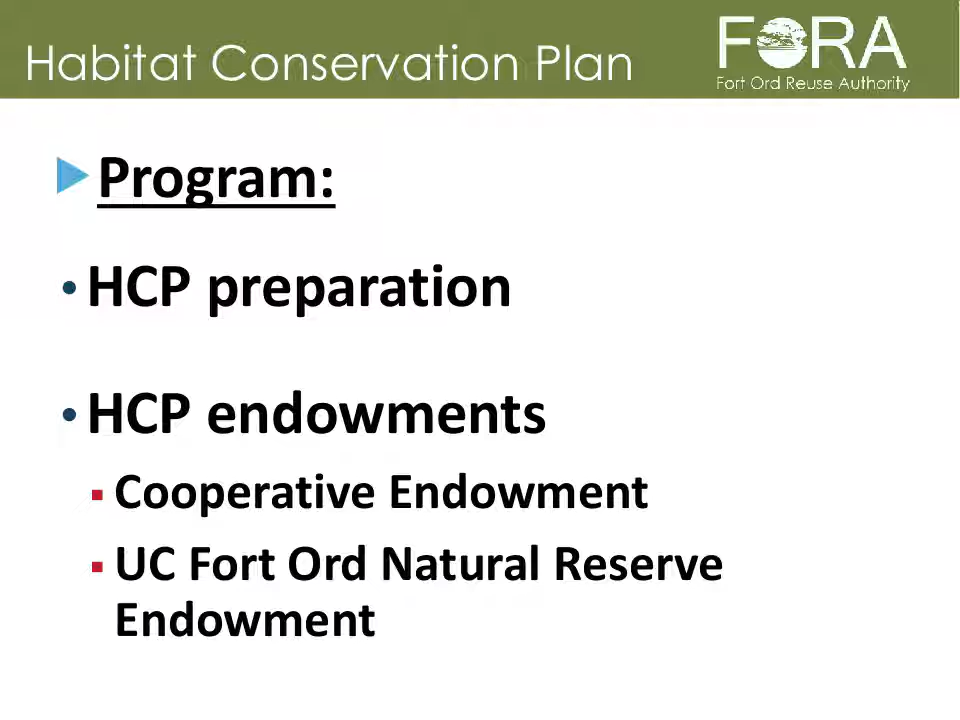 Habitat Conservation Plan
FORA
Fort Ord Reuse Authority
Program:
• HCP preparation
• HCP endowments
▪ Cooperative Endowment
▪ UC Fort Ord Natural Reserve
Endowment